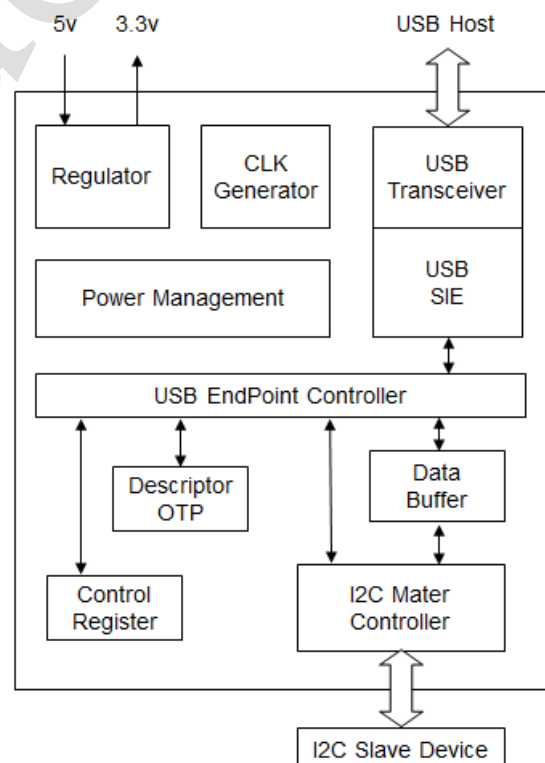 5v 3.3v USB Host
Regulator
CLK
Generator
USB
Transceiver
USB
SIE
Power Management
USB EndPoint Controller
Descriptor
OTP
Data
Buffer
Control
Register
I2C Mater
Controller
I2C Slave Device